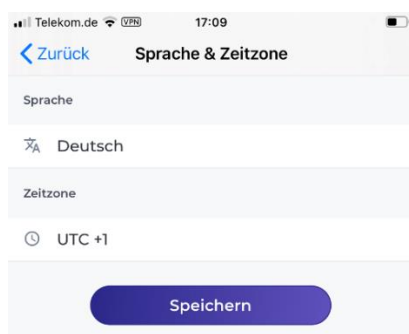 Telekom.de VPN 17:09
Zurück Sprache & Zeitzone
Sprache
Deutsch
Zeitzone
UTC +1
Speichern